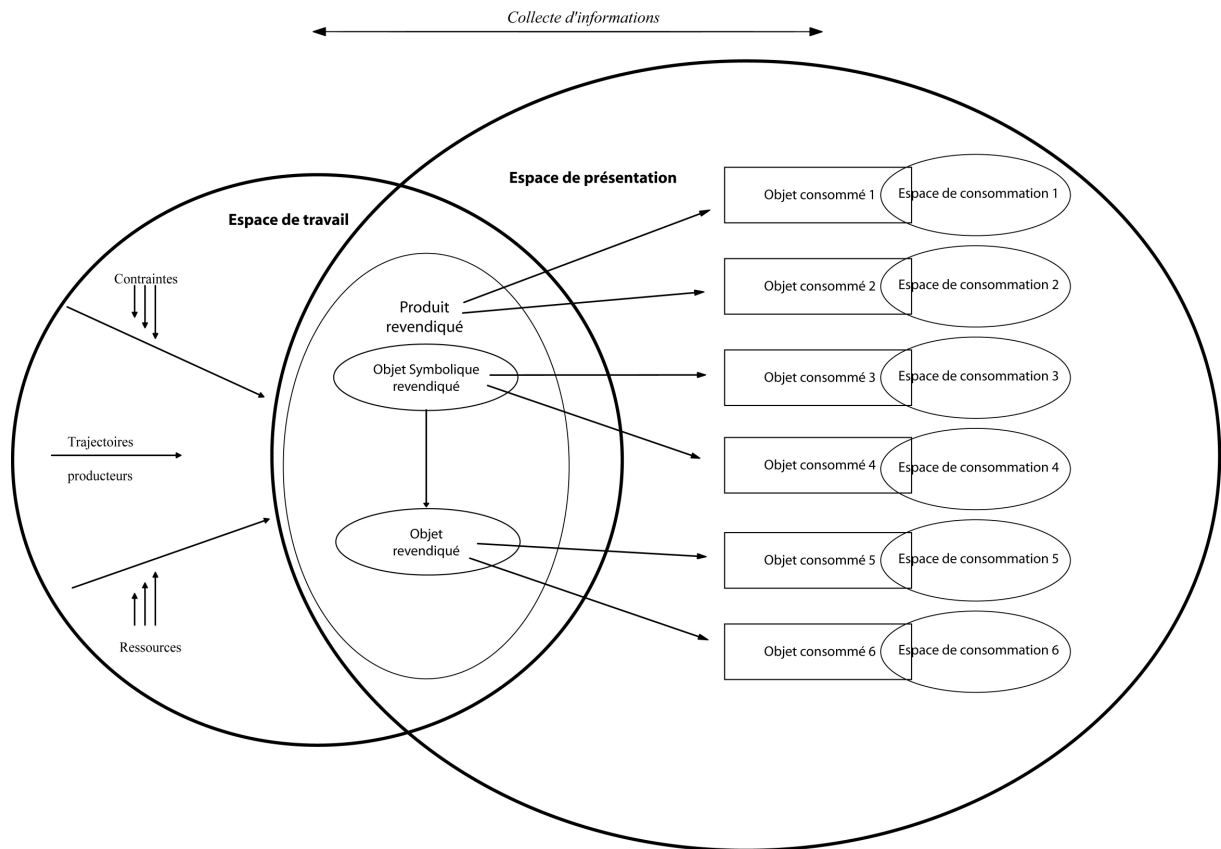 Collecte d'informations
Espace de présentation
Espace de travail
Contraintes
Trajectoires
producteurs
Ressources
Produit
revendiqué
Objet Symbolique
revendiqué
Objet
revendiqué
Objet consommé 1
Espace de consommation 1
Objet consommé 2
Espace de consommation 2
Objet consommé 3
Espace de consommation 3
Objet consommé 4
Espace de consommation 4
Objet consommé 5
Espace de consommation 5
Objet consommé 6
Espace de consommation 6